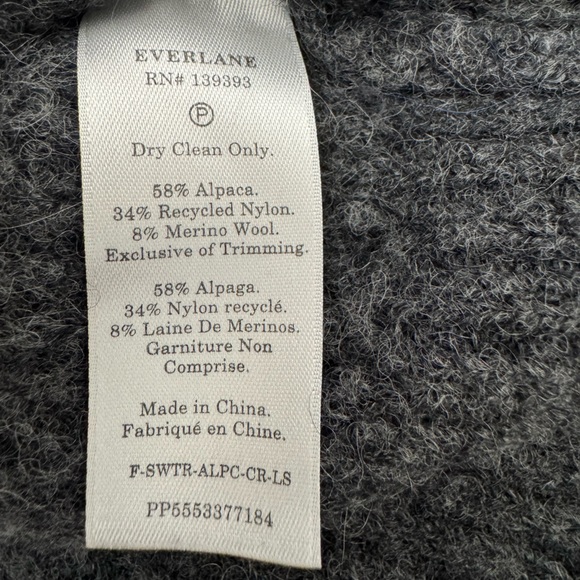 EVERLANE
RN# 139393
P
Dry Clean Only.
58% Alpaca.
34% Recycled Nylon.
8% Merino Wool.
Exclusive of Trimming.
58% Alpaga.
34% Nylon recyclé.
8% Laine De Merinos.
Garniture Non
Comprise.
Made in China.
Fabriqué en Chine.
F-SWTR-ALPC-CR-LS
PP5553377184